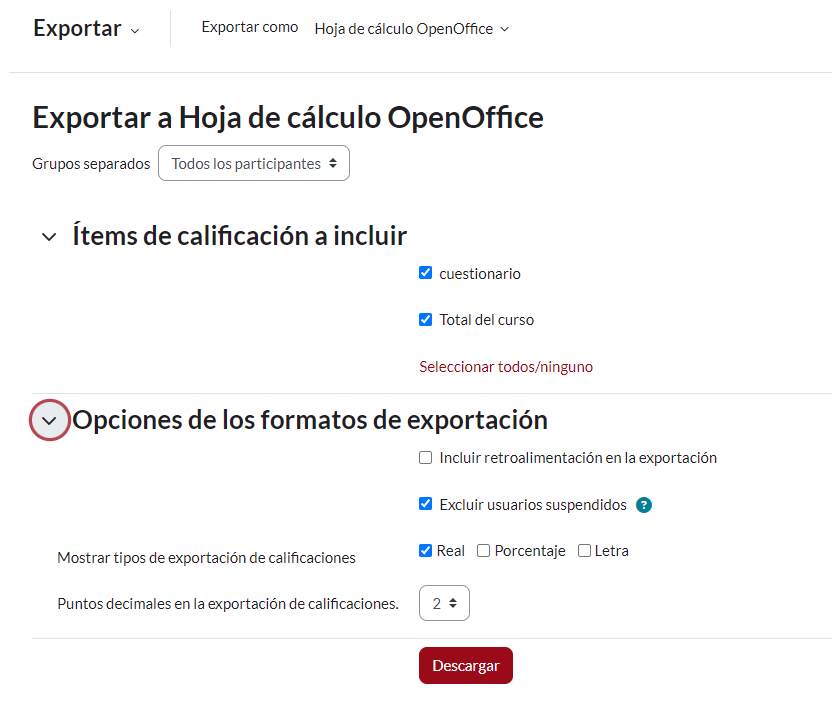 Exportar
Exportar como Hoja de cálculo OpenOffice
Exportar a Hoja de cálculo OpenOffice
Grupos separados Todos los participantes
Ítems de calificación a incluir
cuestionario
Total del curso
Seleccionar todos/ninguno
Opciones de los formatos de exportación
Incluir retroalimentación en la exportación
Excluir usuarios suspendidos ?
Mostrar tipos de exportación de calificaciones Real Porcentaje Letra
Puntos decimales en la exportación de calificaciones. 2
Descargar